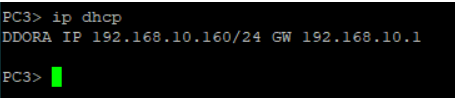 PC3> ip dhcp
DDORA IP 192.168.10.160/24 GW 192.168.10.1
PC3>